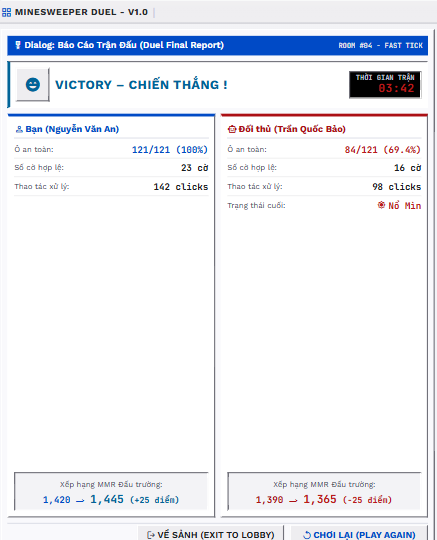 MINESWEEPER DUEL - V1.0
Dialog: Báo Cáo Trận Đấu (Duel Final Report)
ROOM #04 - FAST TICK
VICTORY – CHIẾN THẮNG !
THỜI GIAN TRẬN
03:42
Bạn (Nguyễn Văn An)
Ô an toàn: 121/121 (100%)
Số cờ hợp lệ: 23 cờ
Thao tác xử lý: 142 clicks
Xếp hạng MMR Đấu trường:
1,420 → 1,445 (+25 điểm)
Đối thủ (Trần Quốc Bảo)
Ô an toàn: 84/121 (69.4%)
Số cờ hợp lệ: 16 cờ
Thao tác xử lý: 98 clicks
Trạng thái cuối: Nổ Mìn
Xếp hạng MMR Đấu trường:
1,390 → 1,365 (-25 điểm)
VỀ SẢNH (EXIT TO LOBBY)
CHƠI LẠI (PLAY AGAIN)